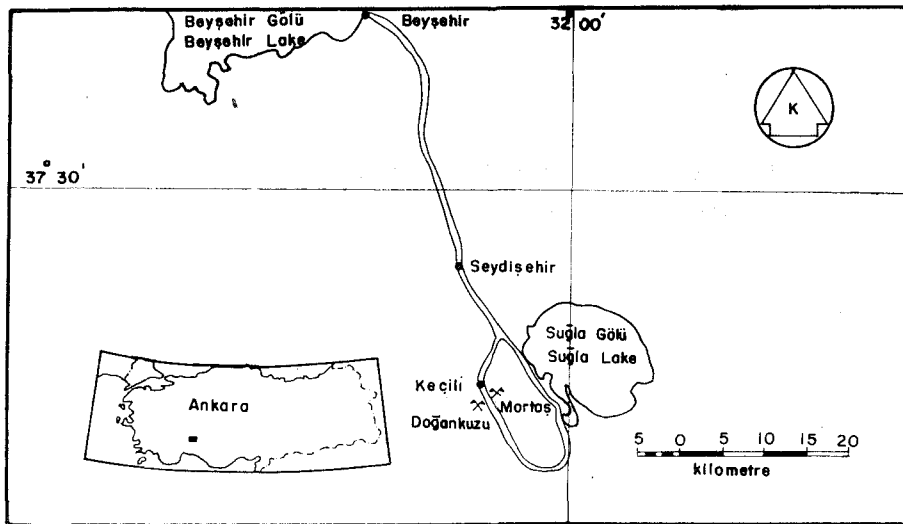 Beyşehir Gölü
Beyşehir Lake
Beyşehir
32° 00'
K
37° 30'
Seydişehir
Suğla Gölü
Suğla Lake
Keçili
Mortaş
Doğankuzu
Ankara
5 0 5 10 15 20
kilometre